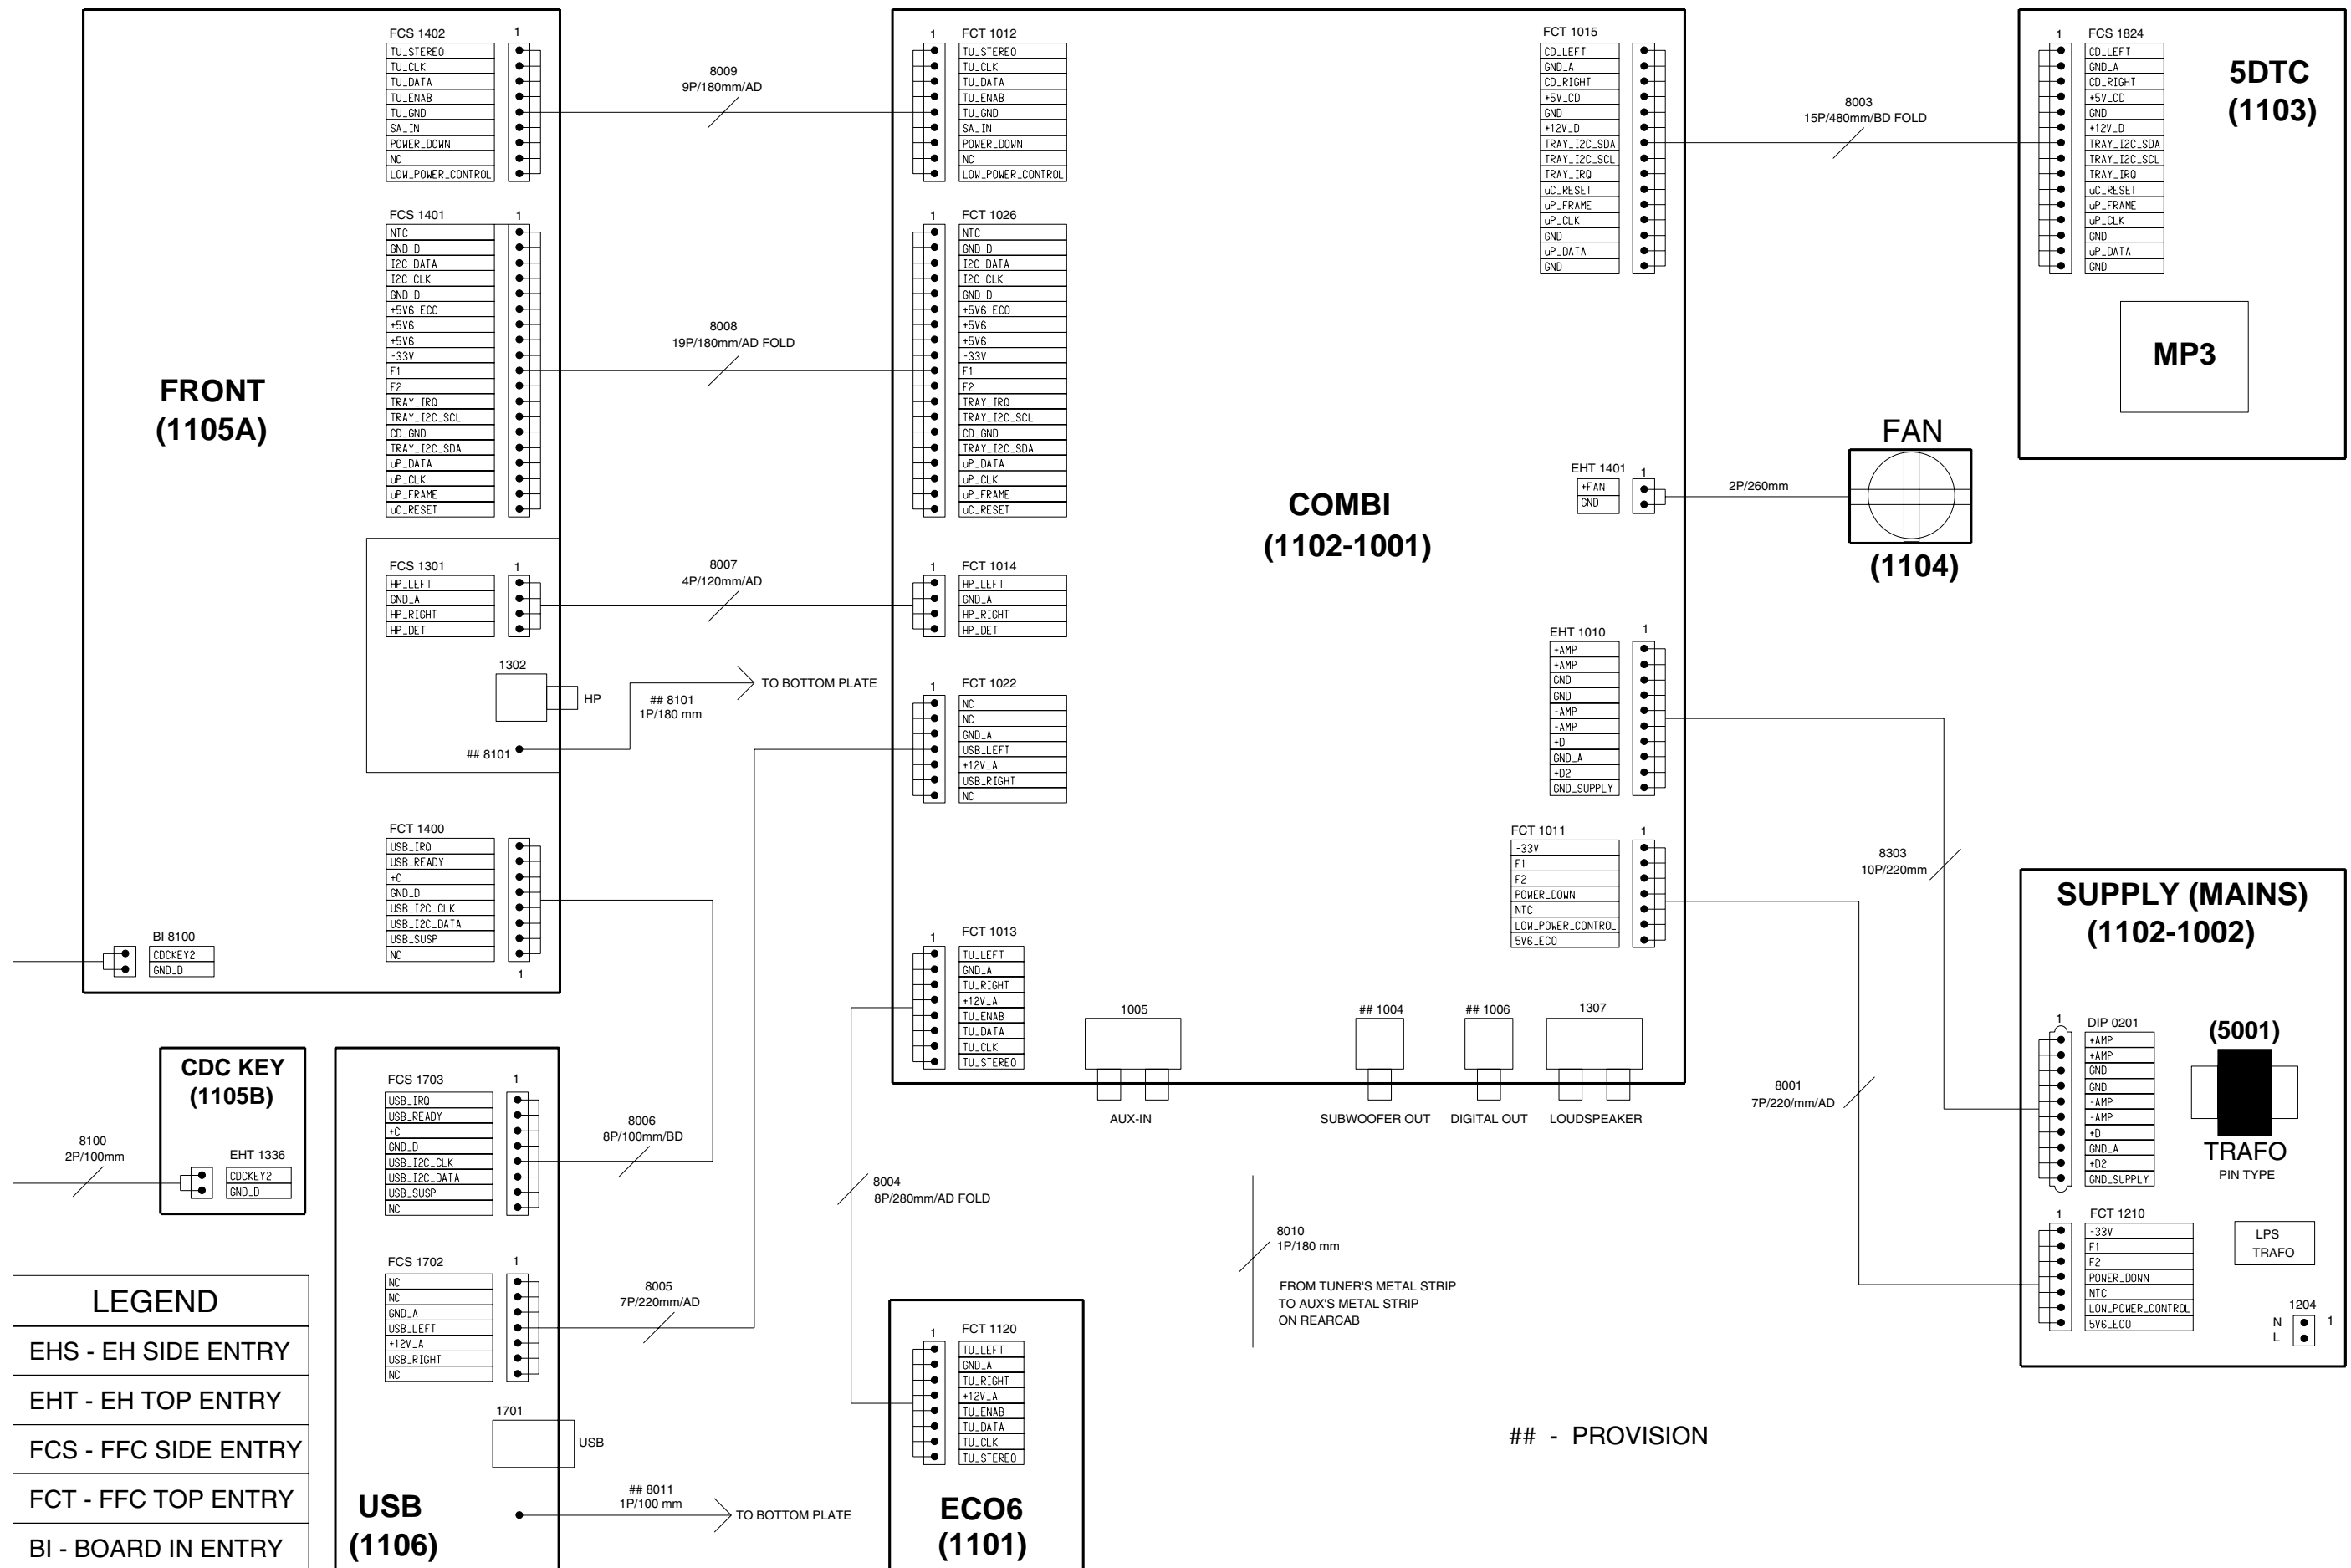 FRONT
(1105A)
FCS 1402
1
TU_STEREO
TU_CLK
TU_DATA
TU_ENAB
TU_GND
SA_IN
POWER_DOWN
NC
LOW_POWER_CONTROL
FCS 1401
1
NTC
GND D
I2C DATA
I2C CLK
GND D
+5V6 ECO
+5V6
+5V6
-33V
F1
F2
TRAY_IRQ
TRAY_I2C_SCL
CD_GND
TRAY_I2C_SDA
uP_DATA
uP_CLK
uP_FRAME
uC_RESET
FCS 1301
1
HP_LEFT
GND_A
HP_RIGHT
HP_DET
1302
HP
## 8101
## 8101
1P/180 mm
TO BOTTOM PLATE
FCT 1400
USB_IRQ
USB_READY
+C
GND_D
USB_I2C_CLK
USB_I2C_DATA
USB_SUSP
NC
1
BI 8100
CDCKEY2
GND_D
8009
9P/180mm/AD
8008
19P/180mm/AD FOLD
8007
4P/120mm/AD
COMBI
(1102-1001)
1
FCT 1012
TU_STEREO
TU_CLK
TU_DATA
TU_ENAB
TU_GND
SA_IN
POWER_DOWN
NC
LOW_POWER_CONTROL
1
FCT 1026
NTC
GND D
I2C DATA
I2C CLK
GND D
+5V6 ECO
+5V6
+5V6
-33V
F1
F2
TRAY_IRQ
TRAY_I2C_SCL
CD_GND
TRAY_I2C_SDA
uP_DATA
uP_CLK
uP_FRAME
uC_RESET
1
FCT 1014
HP_LEFT
GND_A
HP_RIGHT
HP_DET
1
FCT 1022
NC
NC
GND_A
USB_LEFT
+12V_A
USB_RIGHT
NC
1
FCT 1013
TU_LEFT
GND_A
TU_RIGHT
+12V_A
TU_ENAB
TU_DATA
TU_CLK
TU_STEREO
FCT 1015
1
CD_LEFT
GND_A
CD_RIGHT
+5V_CD
GND
+12V_D
TRAY_I2C_SDA
TRAY_I2C_SCL
TRAY_IRQ
uC_RESET
uP_FRAME
uP_CLK
GND
uP_DATA
GND
EHT 1401
1
+FAN
GND
EHT 1010
1
+AMP
+AMP
GND
GND
-AMP
-AMP
+D
GND_A
+D2
GND_SUPPLY
FCT 1011
1
-33V
F1
F2
POWER_DOWN
NTC
LOW_POWER_CONTROL
5V6_ECO
1005
AUX-IN
## 1004
SUBWOOFER OUT
## 1006
DIGITAL OUT
1307
LOUDSPEAKER
8003
15P/480mm/BD FOLD
1
FCS 1824
CD_LEFT
GND_A
CD_RIGHT
+5V_CD
GND
+12V_D
TRAY_I2C_SDA
TRAY_I2C_SCL
TRAY_IRQ
uC_RESET
uP_FRAME
uP_CLK
GND
uP_DATA
GND
5DTC
(1103)
MP3
2P/260mm
FAN
(1104)
8303
10P/220mm
8001
7P/220/mm/AD
SUPPLY (MAINS)
(1102-1002)
1
DIP 0201
+AMP
+AMP
GND
GND
-AMP
-AMP
+D
GND_A
+D2
GND_SUPPLY
(5001)
TRAFO
PIN TYPE
1
FCT 1210
-33V
F1
F2
POWER_DOWN
NTC
LOW_POWER_CONTROL
5V6_ECO
LPS
TRAFO
1204
N
1
L
CDC KEY
(1105B)
8100
2P/100mm
EHT 1336
CDCKEY2
GND_D
FCS 1703
1
USB_IRQ
USB_READY
+C
GND_D
USB_I2C_CLK
USB_I2C_DATA
USB_SUSP
NC
8006
8P/100mm/BD
FCS 1702
1
NC
NC
GND_A
USB_LEFT
+12V_A
USB_RIGHT
NC
8005
7P/220mm/AD
1701
USB
## 8011
1P/100 mm
TO BOTTOM PLATE
USB
(1106)
8004
8P/280mm/AD FOLD
1
FCT 1120
TU_LEFT
GND_A
TU_RIGHT
+12V_A
TU_ENAB
TU_DATA
TU_CLK
TU_STEREO
ECO6
(1101)
8010
1P/180 mm
FROM TUNER'S METAL STRIP
TO AUX'S METAL STRIP
ON REARCAB
## - PROVISION
LEGEND
EHS - EH SIDE ENTRY
EHT - EH TOP ENTRY
FCS - FFC SIDE ENTRY
FCT - FFC TOP ENTRY
BI - BOARD IN ENTRY